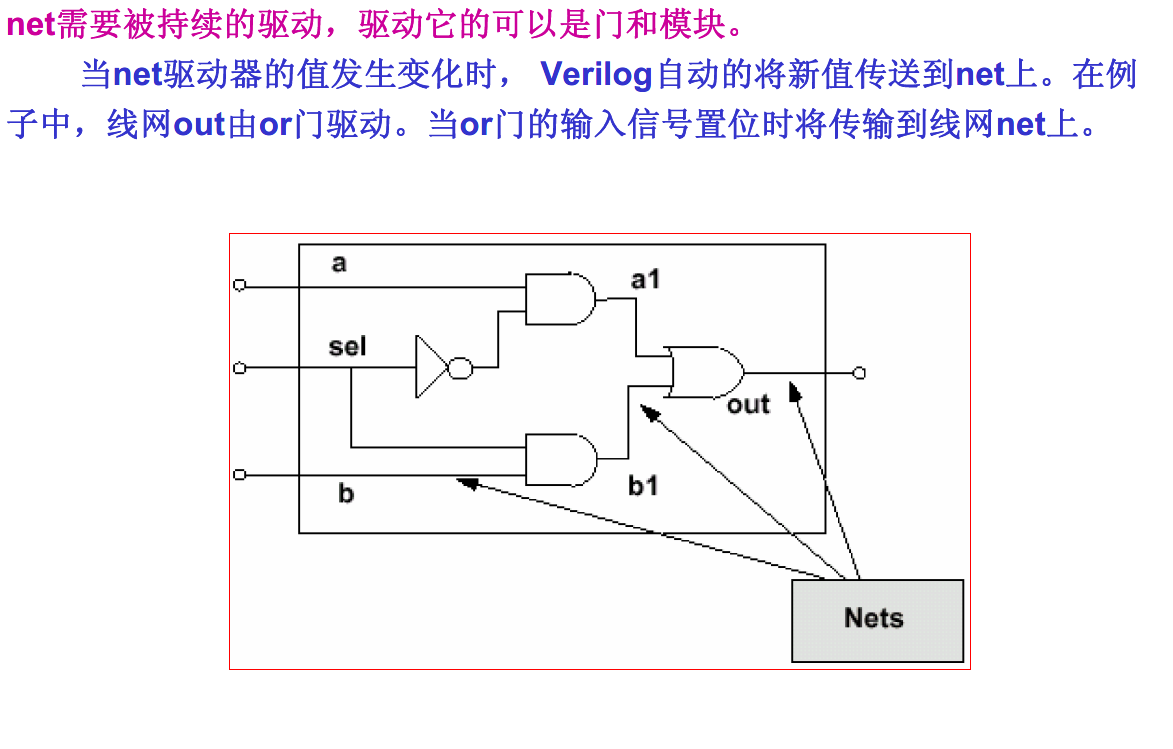 net需要被持续的驱动，驱动它的可以是门和模块。
当net驱动器的值发生变化时， Verilog自动的将新值传送到net上。在例
子中，线网out由or门驱动。当or门的输入信号置位时将传输到线网net上。
a
a1
sel
out
b
b1
Nets